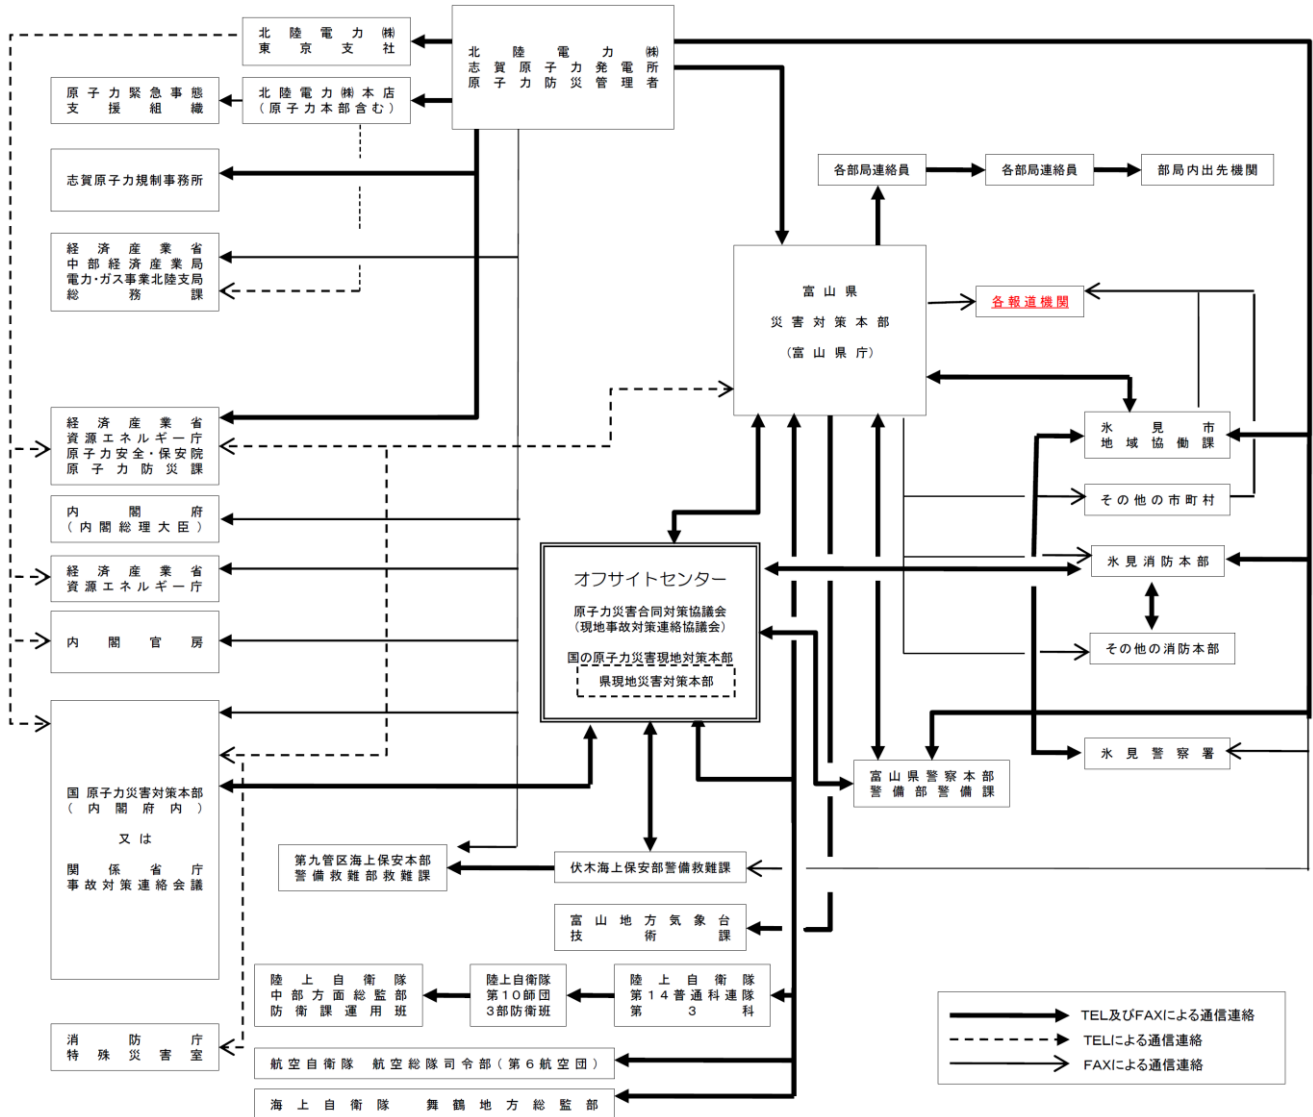 北陸電力㈱
東京支社
北陸電力㈱
志賀原子力発電所
原子力防災管理者
原子力緊急事態
支援組織
北陸電力㈱本店
（原子力本部含む）
志賀原子力規制事務所
各部局連絡員
各部局連絡員
部局内出先機関
経済産業省
中部経済産業局
電力・ガス事業北陸支局
総務課
富山県
災害対策本部
（富山県庁）
各報道機関
経済産業省
資源エネルギー庁
原子力安全・保安院
原子力防災課
氷見市
地域協働課
その他の市町村
内閣府
（内閣総理大臣）
経済産業省
資源エネルギー庁
オフサイトセンター
原子力災害合同対策協議会
（現地事故対策連絡協議会）
国の原子力災害現地対策本部
県現地災害対策本部
氷見消防本部
その他の消防本部
内閣官房
国原子力災害対策本部
（内閣府内）
又は
関係省庁
事故対策連絡会議
氷見警察署
富山県警察本部
警備部警備課
第九管区海上保安本部
警備救難部救難課
伏木海上保安部警備救難課
富山地方気象台
技術課
陸上自衛隊
中部方面総監部
防衛課運用班
陸上自衛隊
第10師団
3部防衛班
陸上自衛隊
第14普通科連隊
第3科
消防庁
特殊災害室
航空自衛隊　航空総隊司令部（第6航空団）
海上自衛隊　舞鶴地方総監部
TEL及びFAXによる通信連絡
TELによる通信連絡
FAXによる通信連絡